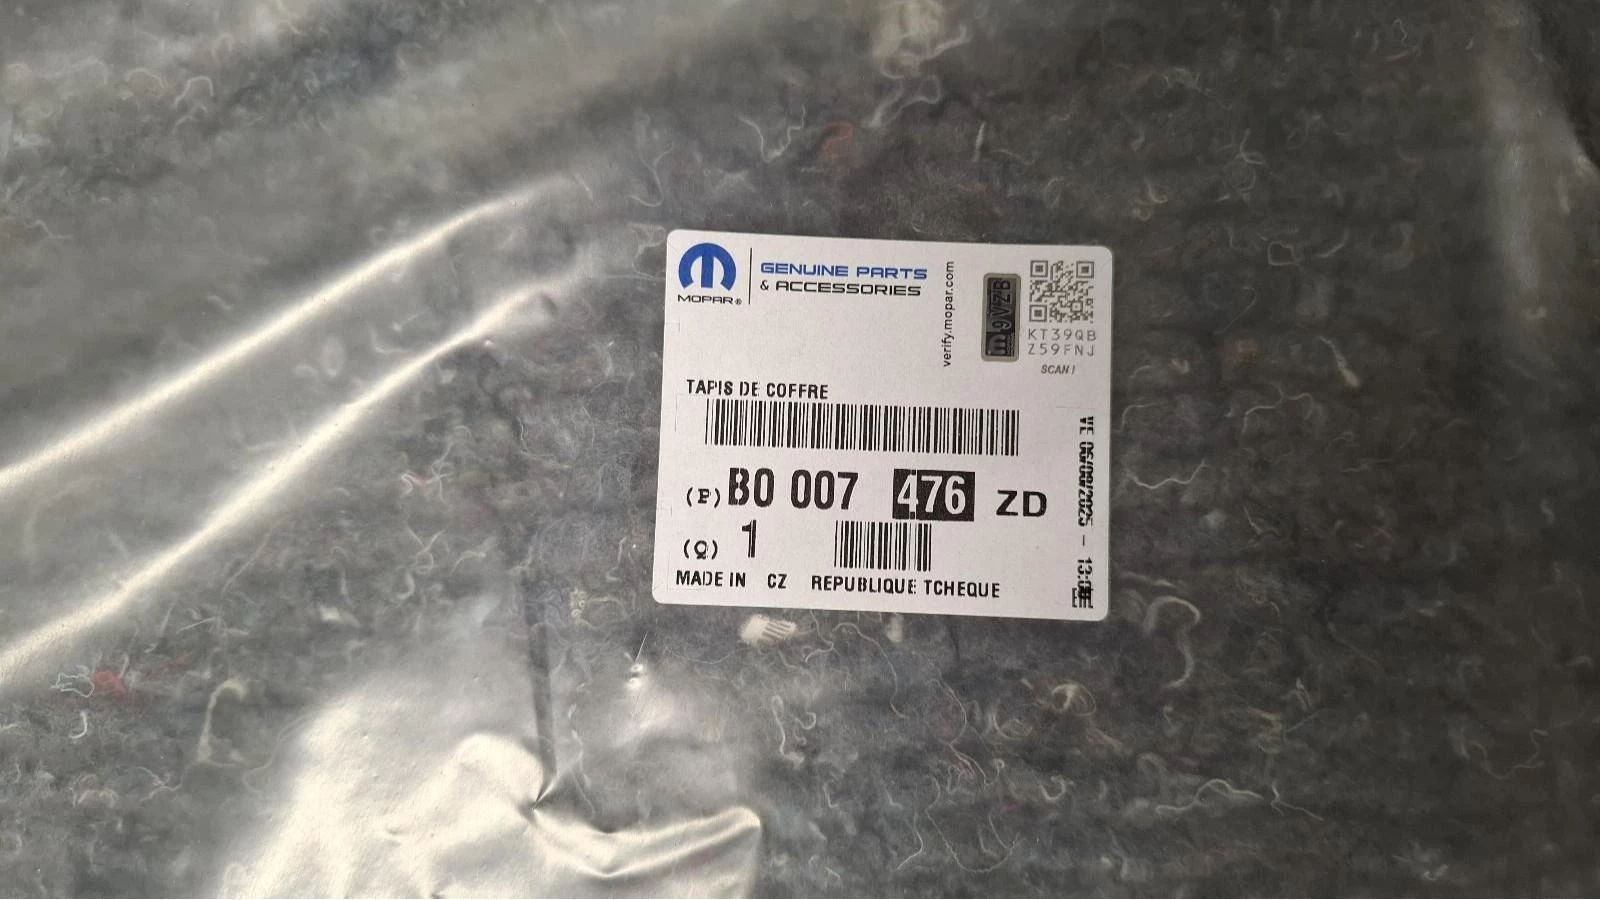 MOPAR®
GENUINE PARTS
& ACCESSORIES
verify.mopar.com
m9VZB
KT39QB
Z59FNJ
SCAN!
TAPIS DE COFFRE
(P) B0 007 476 ZD
(Q) 1
MADE IN CZ REPUBLIQUE TCHEQUE